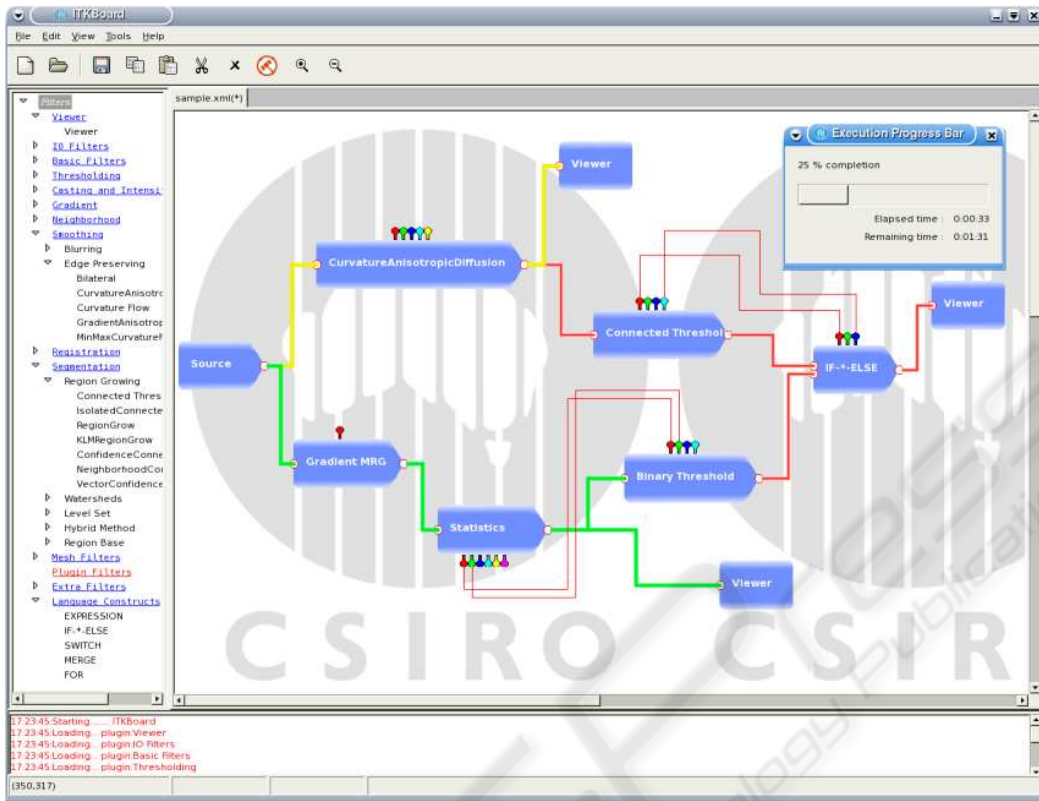 ITKBoard
File Edit View Tools Help
sample.xml(*)
Filters
Viewer
Viewer
IO Filters
Basic Filters
Thresholding
Casting and Intensi
Gradient
Neighborhood
Smoothing
Blurring
Edge Preserving
Bilateral
CurvatureAnisotro
Curvature Flow
GradientAnisotrop
MinMaxCurvatureF
Registration
Segmentation
Region Growing
Connected Thres
IsolatedConnecte
RegionGrow
KLMRegionGrow
ConfidenceConne
NeighborhoodCo
VectorConfidence
Watersheds
Level Set
Hybrid Method
Region Base
Mesh Filters
Plugin Filters
Extra Filters
Language Constructs
EXPRESSION
IF-*-ELSE
SWITCH
MERGE
FOR
Viewer
CurvatureAnisotropicDiffusion
Source
Connected Threshol
Viewer
IF-*-ELSE
Gradient MRG
Binary Threshold
Statistics
Viewer
CSIRO CSIR
Execution Progress Bar
25 % completion
Elapsed time : 0:00:33
Remaining time : 0:01:31
17:23:45:Starting ...... ITKBoard
17:23:45:Loading... plugin:Viewer
17:23:45:Loading... plugin:IO Filters
17:23:45:Loading... plugin:Basic Filters
17:23:45:Loading... plugin:Thresholding
(350,317)